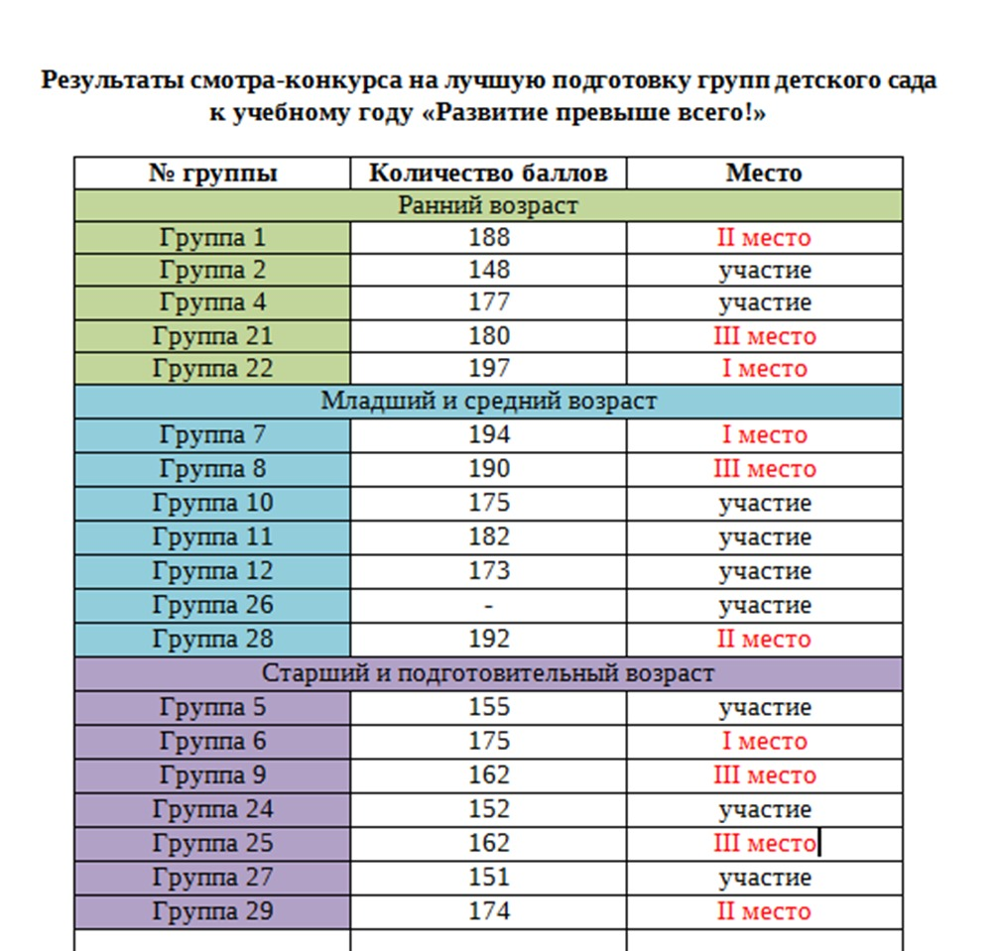 Результаты смотра-конкурса на лучшую подготовку групп детского сада
к учебному году «Развитие превыше всего!»
№ группы Количество баллов Место
Ранний возраст
Группа 1 188 II место
Группа 2 148 участие
Группа 4 177 участие
Группа 21 180 III место
Группа 22 197 I место
Младший и средний возраст
Группа 7 194 I место
Группа 8 190 III место
Группа 10 175 участие
Группа 11 182 участие
Группа 12 173 участие
Группа 26 - участие
Группа 28 192 II место
Старший и подготовительный возраст
Группа 5 155 участие
Группа 6 175 I место
Группа 9 162 III место
Группа 24 152 участие
Группа 25 162 III место
Группа 27 151 участие
Группа 29 174 II место